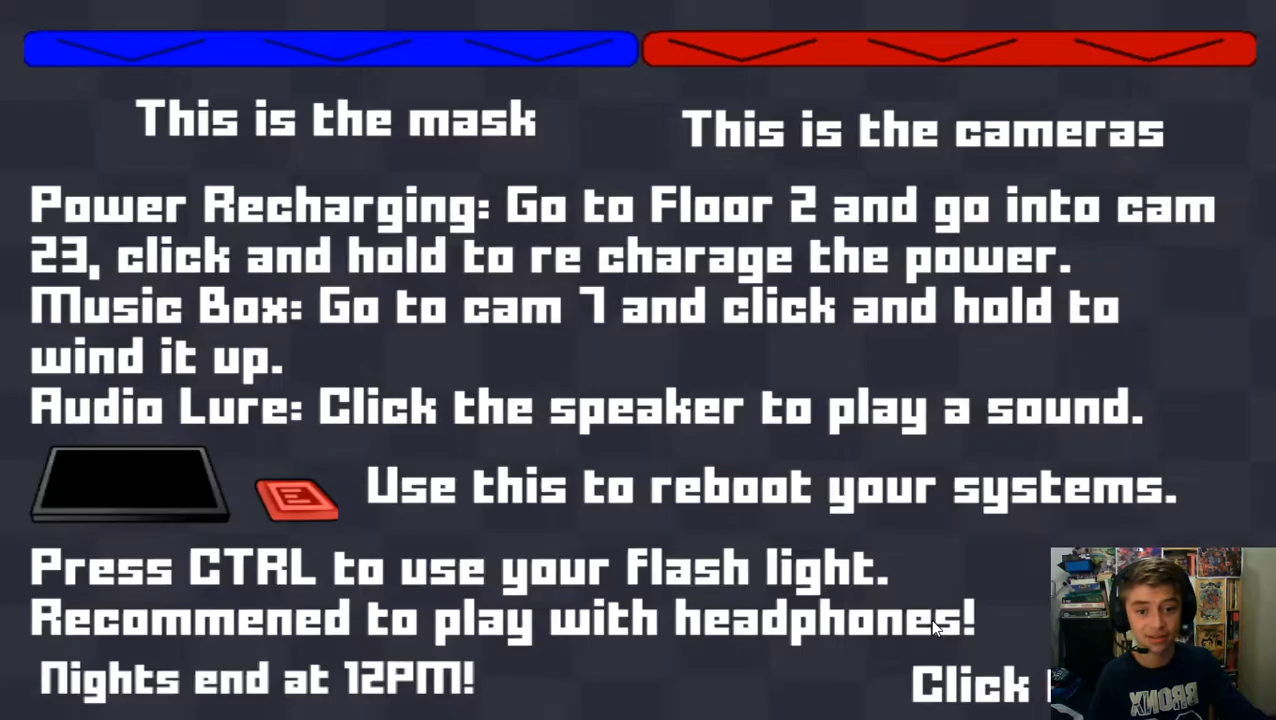 This is the mask
This is the cameras
Power Recharging: Go to Floor 2 and go into cam
23, click and hold to re charage the power.
Music Box: Go to cam 7 and click and hold to
wind it up.
Audio Lure: Click the speaker to play a sound.
Use this to reboot your systems.
Press CTRL to use your flash light.
Recommened to play with headphones!
Nights end at 12PM!
Click
BRONX